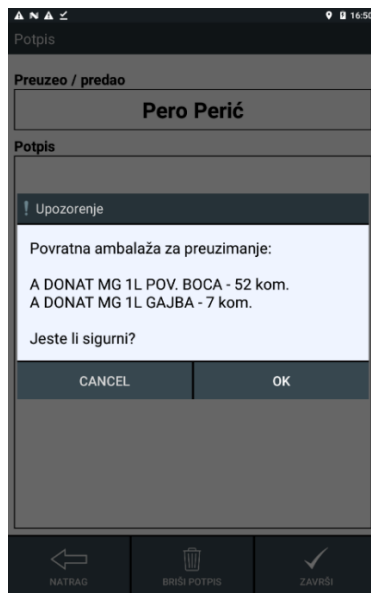 16:50
Potpis
Preuzeo / predao
Pero Perić
Potpis
Upozorenje
Povratna ambalaža za preuzimanje:
A DONAT MG 1L POV. BOCA - 52 kom.
A DONAT MG 1L GAJBA - 7 kom.
Jeste li sigurni?
CANCEL OK
NATRAG BRIŠI POTPIS ZAVRŠI